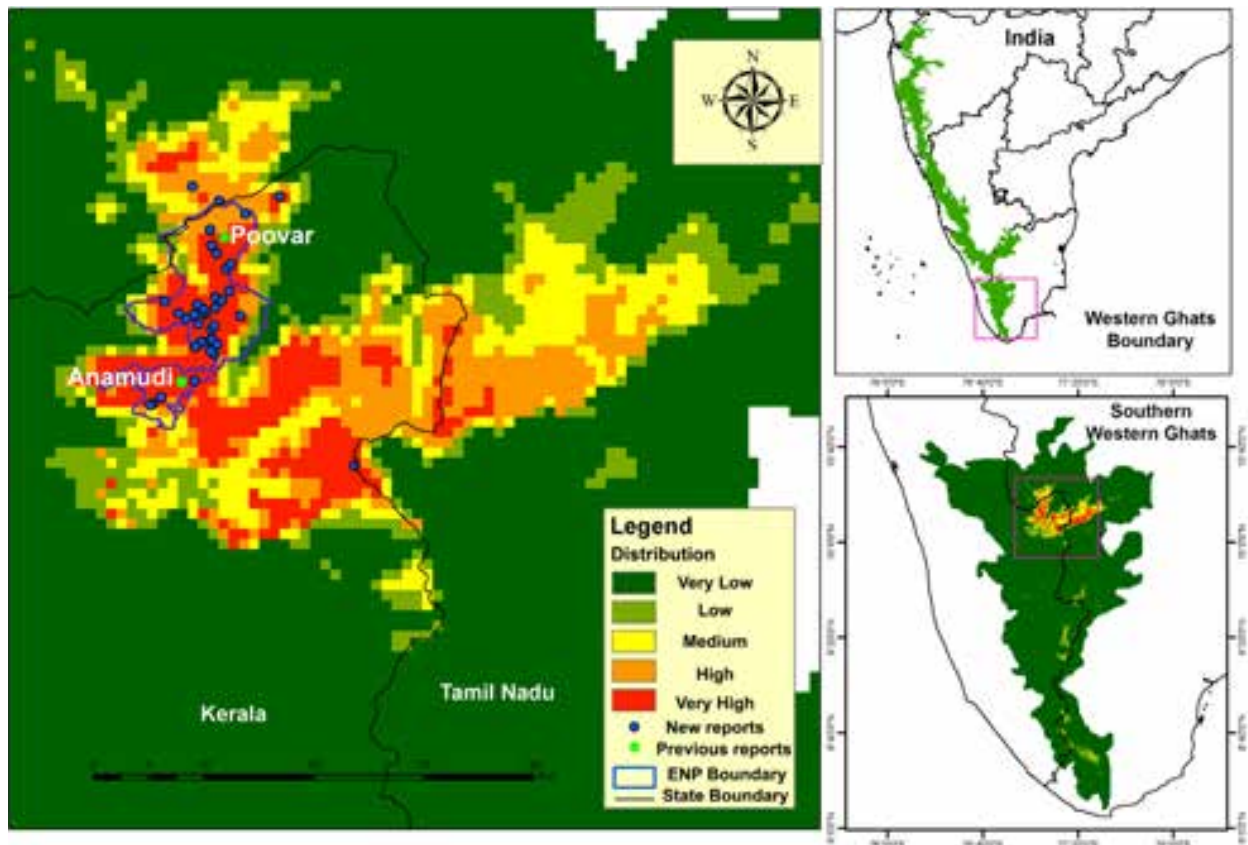 N
W
E
S
Poovar
Anamudi
Kerala
Tamil Nadu
Legend
Distribution
Very Low
Low
Medium
High
Very High
New reports
Previous reports
ENP Boundary
State Boundary
India
Western Ghats
Boundary
Southern
Western Ghats